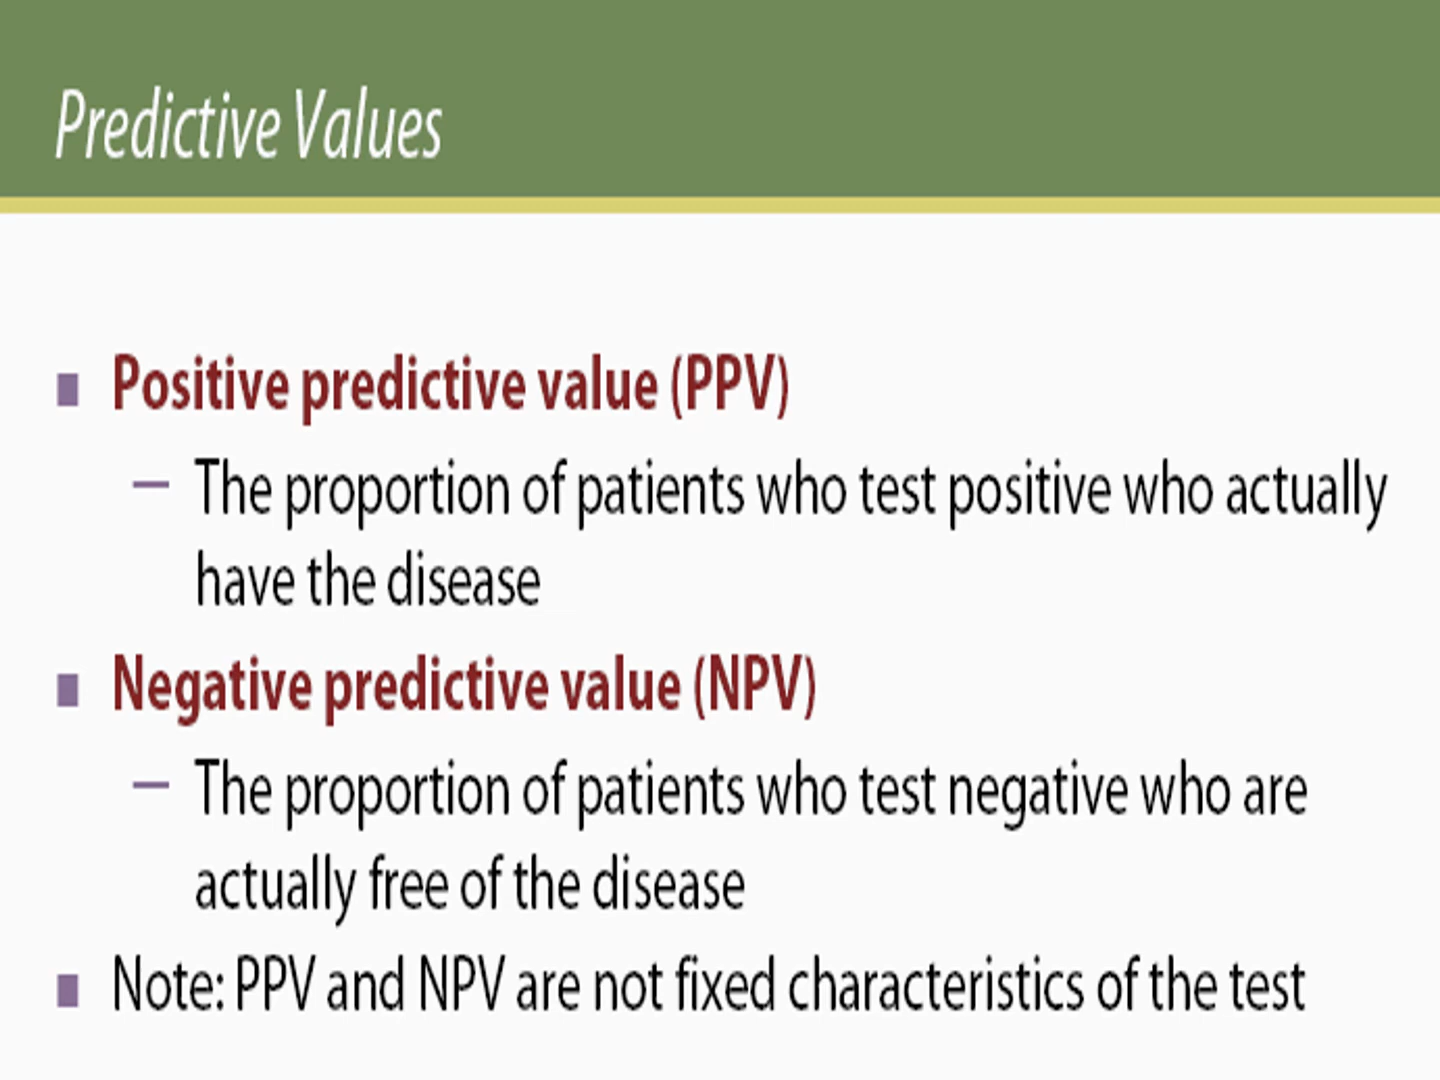 Predictive Values
Positive predictive value (PPV)
– The proportion of patients who test positive who actually
have the disease
Negative predictive value (NPV)
– The proportion of patients who test negative who are
actually free of the disease
Note: PPV and NPV are not fixed characteristics of the test